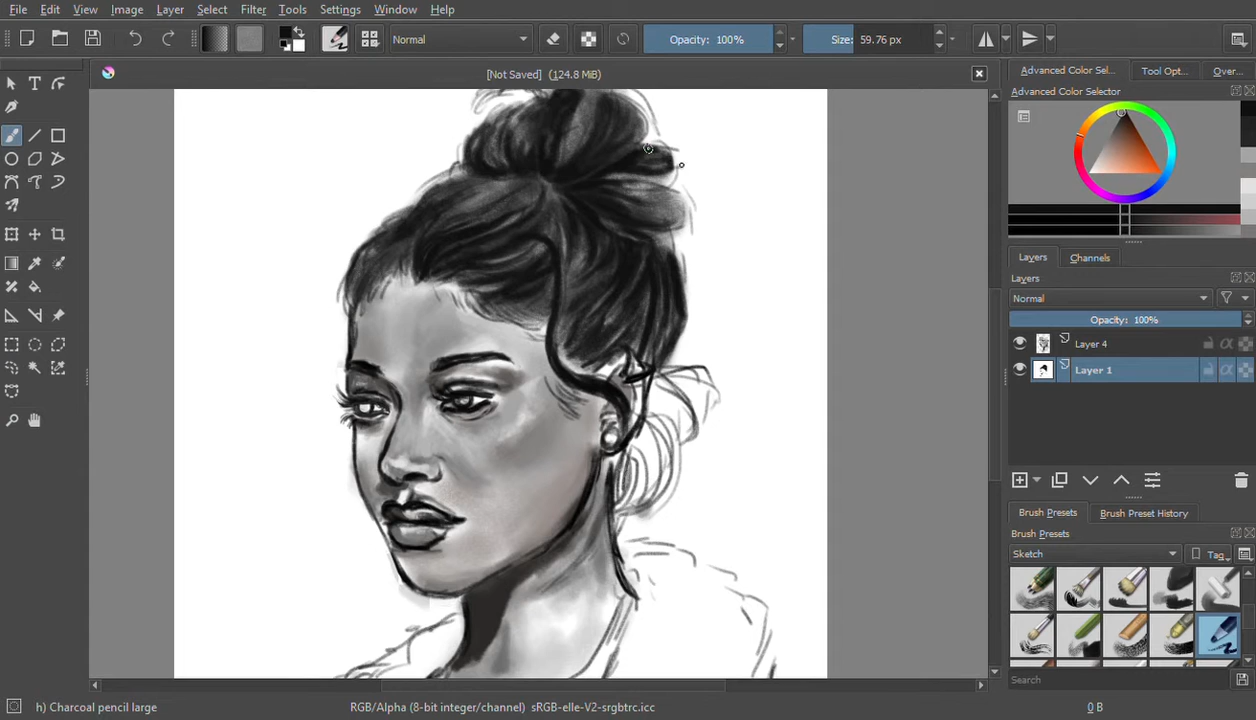 File Edit View Image Layer Select Filter Tools Settings Window Help
Normal Opacity: 100% Size: 59.76 px
[Not Saved] (124.8 MiB)
Advanced Color Sel... Tool Opt... Over...
Advanced Color Selector
Layers Channels
Layers
Normal
Opacity: 100%
Layer 4
Layer 1
Brush Presets Brush Preset History
Brush Presets
Sketch Tag
Search
h) Charcoal pencil large RGB/Alpha (8-bit integer/channel) sRGB-elle-V2-srgbtrc.icc 0 B